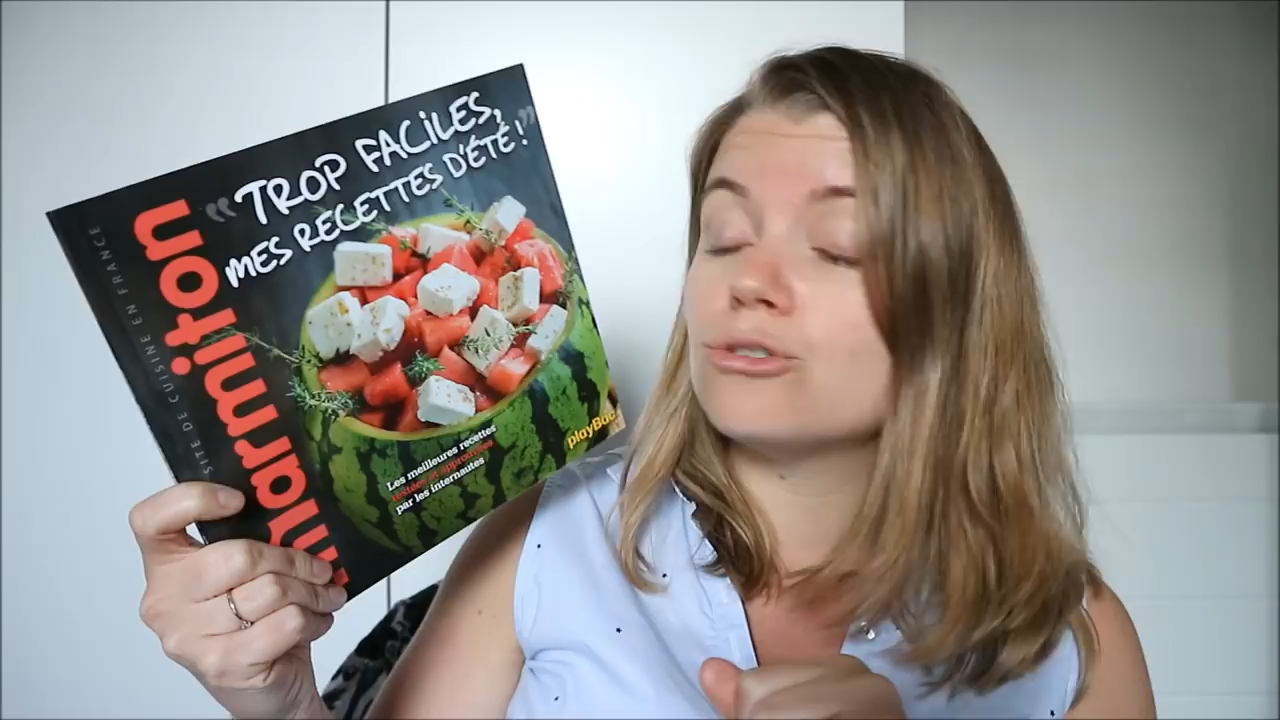 « TROP FACiLES,
MES RECETTES D'ÉTÉ ! »
marmiton
SITE DE CUISINE EN FRANCE
Les meilleures recettes
testées et approuvées
par les internautes
playBac